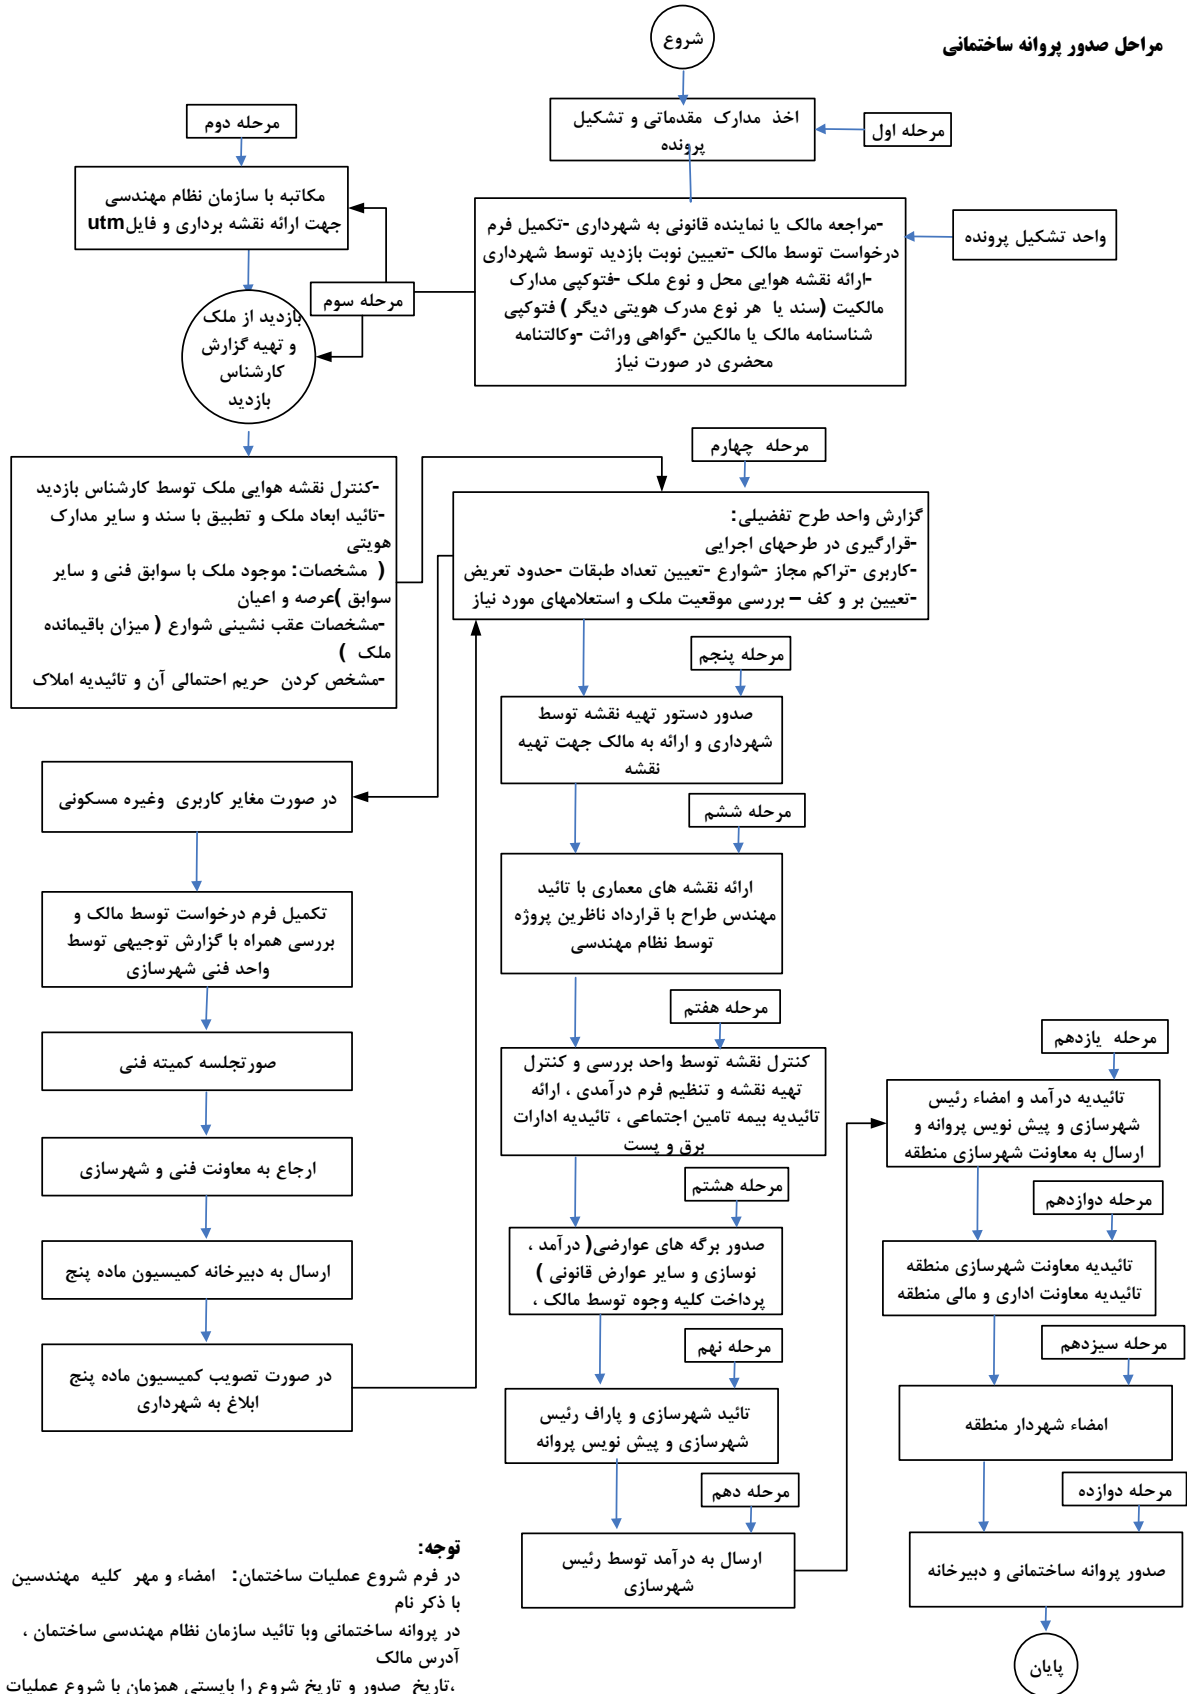 مراحل صدور پروانه ساختمانی
شروع
مرحله اول
اخذ مدارک مقدماتی و تشکیل
پرونده
واحد تشکیل پرونده
-مراجعه مالک یا نماینده قانونی به شهرداری -تکمیل فرم
درخواست توسط مالک -تعیین نوبت بازدید توسط شهرداری
-ارائه نقشه هوایی محل و نوع ملک -فتوکپی مدارک
مالکیت (سند یا هر نوع مدرک هویتی دیگر ) فتوکپی
شناسنامه مالک یا مالکین -گواهی وراثت -وکالتنامه
محضری در صورت نیاز
مرحله دوم
مکاتبه با سازمان نظام مهندسی
جهت ارائه نقشه برداری و فایل utm
مرحله سوم
بازدید از ملک
و تهیه گزارش
کارشناس
بازدید
-کنترل نقشه هوایی ملک توسط کارشناس بازدید
-تائید ابعاد ملک و تطبیق با سند و سایر مدارک
هویتی
( مشخصات: موجود ملک با سوابق فنی و سایر
سوابق )عرصه و اعیان
-مشخصات عقب نشینی شوارع ( میزان باقیمانده
ملک )
-مشخص کردن حریم احتمالی آن و تائیدیه املاک
مرحله چهارم
گزارش واحد طرح تفضیلی:
-قرارگیری در طرحهای اجرایی
-کاربری -تراکم مجاز -شوارع -تعیین تعداد طبقات -حدود تعریض
-تعیین بر و کف – بررسی موقعیت ملک و استعلامهای مورد نیاز
مرحله پنجم
صدور دستور تهیه نقشه توسط
شهرداری و ارائه به مالک جهت تهیه
نقشه
مرحله ششم
ارائه نقشه های معماری با تائید
مهندس طراح با قرارداد ناظرین پروژه
توسط نظام مهندسی
مرحله هفتم
کنترل نقشه توسط واحد بررسی و کنترل
تهیه نقشه و تنظیم فرم درآمدی ، ارائه
تائیدیه بیمه تامین اجتماعی ، تائیدیه ادارات
برق و پست
مرحله هشتم
صدور برگه های عوارضی( درآمد ،
نوسازی و سایر عوارض قانونی )
پرداخت کلیه وجوه توسط مالک ،
مرحله نهم
تائید شهرسازی و پاراف رئیس
شهرسازی و پیش نویس پروانه
مرحله دهم
ارسال به درآمد توسط رئیس
شهرسازی
مرحله یازدهم
تائیدیه درآمد و امضاء رئیس
شهرسازی و پیش نویس پروانه و
ارسال به معاونت شهرسازی منطقه
مرحله دوازدهم
تائیدیه معاونت شهرسازی منطقه
تائیدیه معاونت اداری و مالی منطقه
مرحله سیزدهم
امضاء شهردار منطقه
مرحله دوازده
صدور پروانه ساختمانی و دبیرخانه
پایان
در صورت مغایر کاربری وغیره مسکونی
تکمیل فرم درخواست توسط مالک و
بررسی همراه با گزارش توجیهی توسط
واحد فنی شهرسازی
صورتجلسه کمیته فنی
ارجاع به معاونت فنی و شهرسازی
ارسال به دبیرخانه کمیسیون ماده پنج
در صورت تصویب کمیسیون ماده پنج
ابلاغ به شهرداری
توجه:
در فرم شروع عملیات ساختمان: امضاء و مهر کلیه مهندسین
با ذکر نام
در پروانه ساختمانی وبا تائید سازمان نظام مهندسی ساختمان ،
آدرس مالک
،تاریخ صدور و تاریخ شروع را بایستی همزمان با شروع عملیات